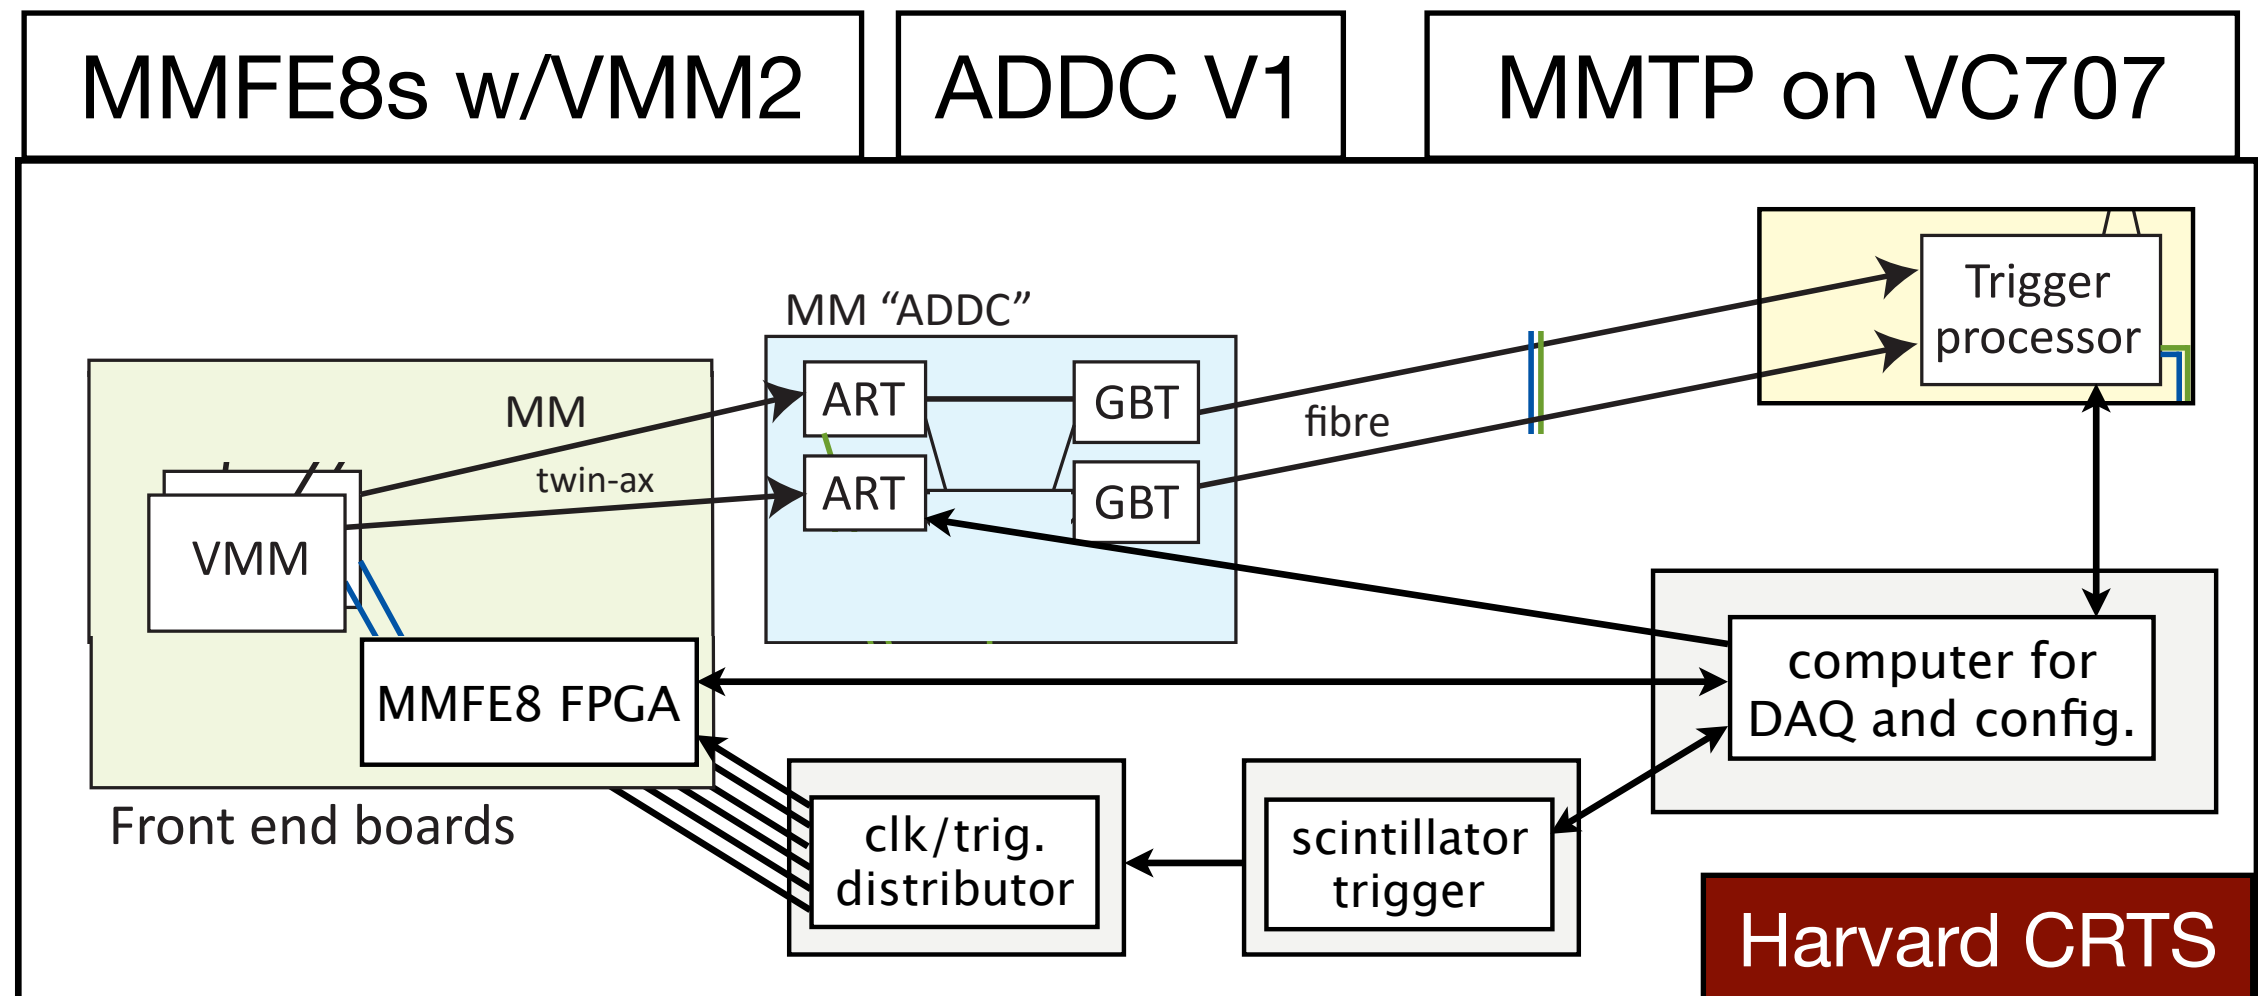 MMFE8s w/VMM2
ADDC V1
MMTP on VC707
Trigger
processor
MM “ADDC”
MM
twin-ax
ART
GBT
ART
GBT
fibre
VMM
MMFE8 FPGA
computer for
DAQ and config.
Front end boards
clk/trig.
distributor
scintillator
trigger
Harvard CRTS